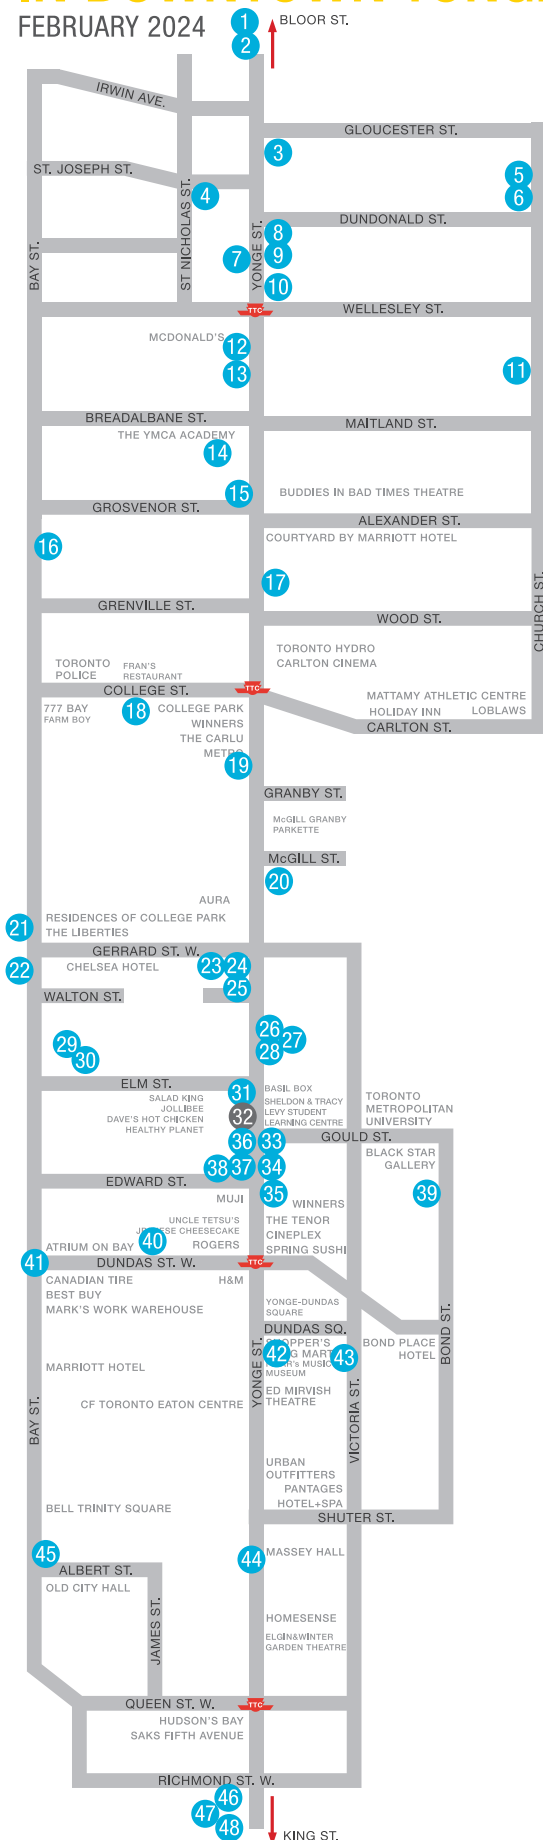 FEBRUARY 2024
1
BLOOR ST.
2
IRWIN AVE.
GLOUCESTER ST.
3
ST. JOSEPH ST.
5
4
6
ST NICHOLAS ST.
DUNDONALD ST.
BAY ST.
YONGE ST.
8
7
9
10
TTC
WELLESLEY ST.
MCDONALD'S
12
13
11
BREADALBANE ST.
MAITLAND ST.
THE YMCA ACADEMY
14
15
BUDDIES IN BAD TIMES THEATRE
GROSVENOR ST.
ALEXANDER ST.
COURTYARD BY MARRIOTT HOTEL
16
17
CHURCH ST.
GRENVILLE ST.
WOOD ST.
TORONTO HYDRO
CARLTON CINEMA
TORONTO
POLICE
FRAN'S
RESTAURANT
COLLEGE ST.
TTC
MATTAMY ATHLETIC CENTRE
HOLIDAY INN
LOBLAWS
CARLTON ST.
777 BAY
FARM BOY
18
COLLEGE PARK
WINNERS
THE CARLU
METRO
19
GRANBY ST.
McGILL GRANBY
PARKETTE
McGILL ST.
20
AURA
21
RESIDENCES OF COLLEGE PARK
THE LIBERTIES
GERRARD ST. W.
22
CHELSEA HOTEL
23
24
25
WALTON ST.
26
27
28
29
30
ELM ST.
31
BASIL BOX
SALAD KING
JOLLIBEE
DAVE'S HOT CHICKEN
HEALTHY PLANET
32
SHELDON & TRACY
LEVY STUDENT
LEARNING CENTRE
TORONTO
METROPOLITAN
UNIVERSITY
36
33
GOULD ST.
BLACK STAR
GALLERY
38
37
34
EDWARD ST.
35
39
MUJI
WINNERS
UNCLE TETSU'S
CHEESECAKE
THE TENOR
CINEPLEX
SPRING SUSHI
40
ROGERS
ATRIUM ON BAY
41
DUNDAS ST. W.
TTC
CANADIAN TIRE
BEST BUY
MARK'S WORK WAREHOUSE
H&M
YONGE-DUNDAS
SQUARE
BOND ST.
DUNDAS SQ.
YONGE ST.
42
43
MUSIC
MUSEUM
BOND PLACE
HOTEL
MARRIOTT HOTEL
BAY ST.
VICTORIA ST.
ED MIRVISH
THEATRE
CF TORONTO EATON CENTRE
URBAN
OUTFITTERS
PANTAGES
HOTEL+SPA
BELL TRINITY SQUARE
SHUTER ST.
45
44
MASSEY HALL
ALBERT ST.
OLD CITY HALL
JAMES ST.
HOMESENSE
ELGIN&WINTER
GARDEN THEATRE
QUEEN ST. W.
TTC
HUDSON'S BAY
SAKS FIFTH AVENUE
RICHMOND ST. W.
46
47
48
KING ST.